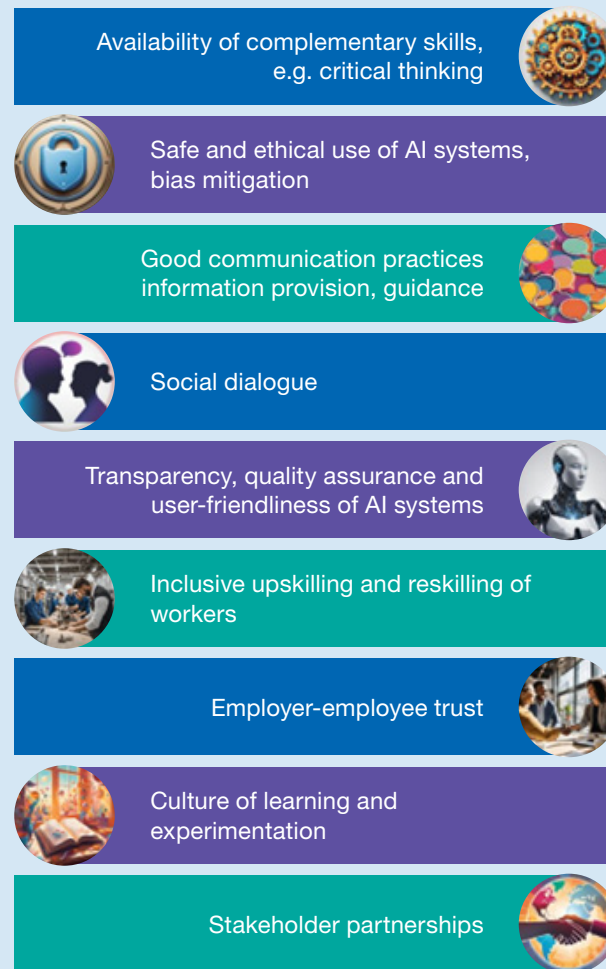 Availability of complementary skills,
e.g. critical thinking
Safe and ethical use of AI systems,
bias mitigation
Good communication practices
information provision, guidance
Social dialogue
Transparency, quality assurance and
user-friendliness of AI systems
Inclusive upskilling and reskilling of
workers
Employer-employee trust
Culture of learning and
experimentation
Stakeholder partnerships